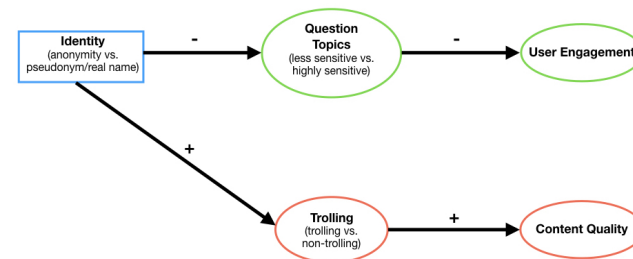 Identity
(anonymity vs.
pseudonym/real name)
-
Question
Topics
(less sensitive vs.
highly sensitive)
-
User Engagement
+
Trolling
(trolling vs.
non-trolling)
+
Content Quality